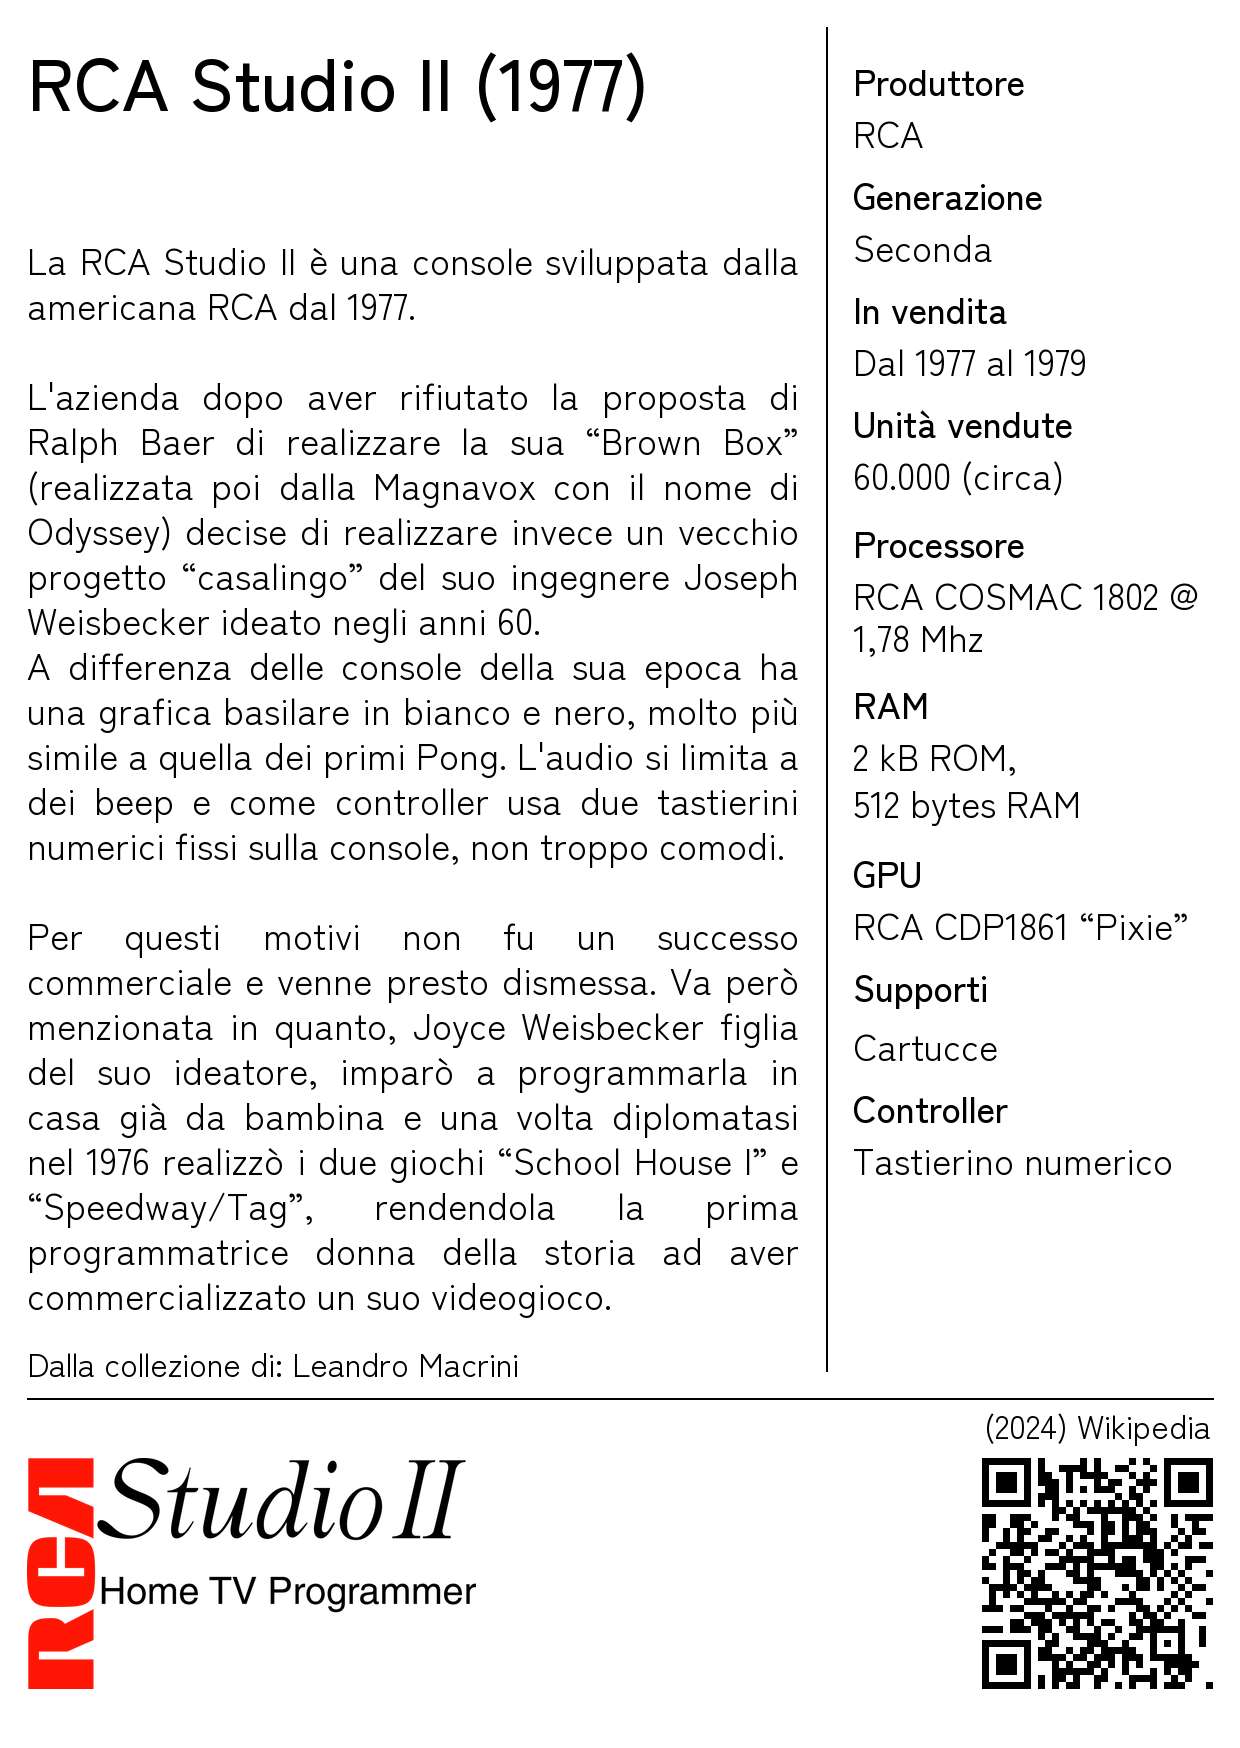 RCA Studio II (1977)
La RCA Studio II è una console sviluppata dalla
americana RCA dal 1977.
L'azienda dopo aver rifiutato la proposta di
Ralph Baer di realizzare la sua “Brown Box”
(realizzata poi dalla Magnavox con il nome di
Odyssey) decise di realizzare invece un vecchio
progetto “casalingo” del suo ingegnere Joseph
Weisbecker ideato negli anni 60.
A differenza delle console della sua epoca ha
una grafica basilare in bianco e nero, molto più
simile a quella dei primi Pong. L'audio si limita a
dei beep e come controller usa due tastierini
numerici fissi sulla console, non troppo comodi.
Per questi motivi non fu un successo
commerciale e venne presto dismessa. Va però
menzionata in quanto, Joyce Weisbecker figlia
del suo ideatore, imparò a programmarla in
casa già da bambina e una volta diplomatasi
nel 1976 realizzò i due giochi “School House I” e
“Speedway/Tag”, rendendola la prima
programmatrice donna della storia ad aver
commercializzato un suo videogioco.
Dalla collezione di: Leandro Macrini
Produttore
RCA
Generazione
Seconda
In vendita
Dal 1977 al 1979
Unità vendute
60.000 (circa)
Processore
RCA COSMAC 1802 @
1,78 Mhz
RAM
2 kB ROM,
512 bytes RAM
GPU
RCA CDP1861 “Pixie”
Supporti
Cartucce
Controller
Tastierino numerico
(2024) Wikipedia
RCA
Studio II
Home TV Programmer